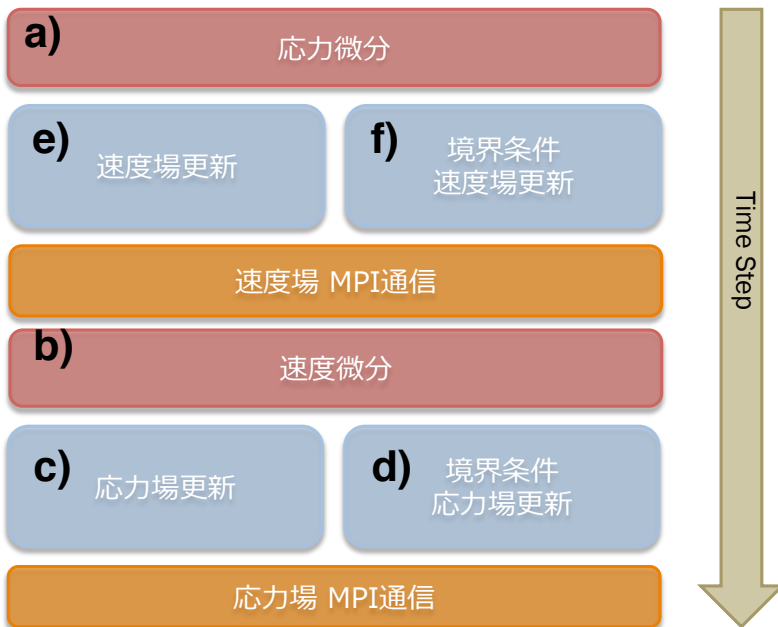 a)
応力微分
e)
速度場更新
f)
境界条件
速度場更新
速度場 MPI通信
b)
速度微分
c)
応力場更新
d)
境界条件
応力場更新
応力場 MPI通信
Time Step